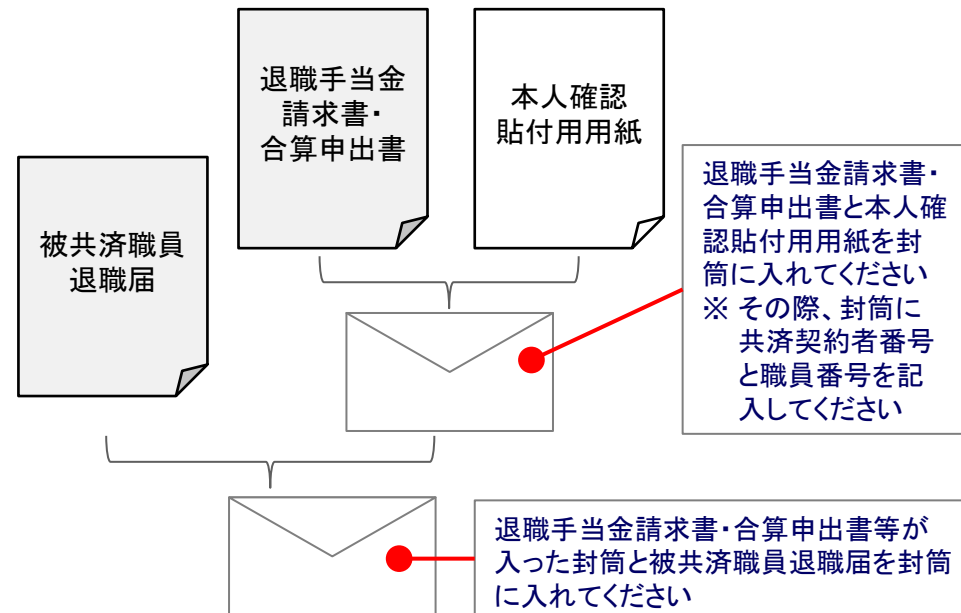 退職手当金
請求書・
合算申出書
本人確認
貼付用用紙
被共済職員
退職届
退職手当金請求書・
合算申出書と本人確
認貼付用用紙を封
筒に入れてください
※ その際、封筒に
共済契約者番号
と職員番号を記
入してください
退職手当金請求書・合算申出書等が
入った封筒と被共済職員退職届を封筒
に入れてください